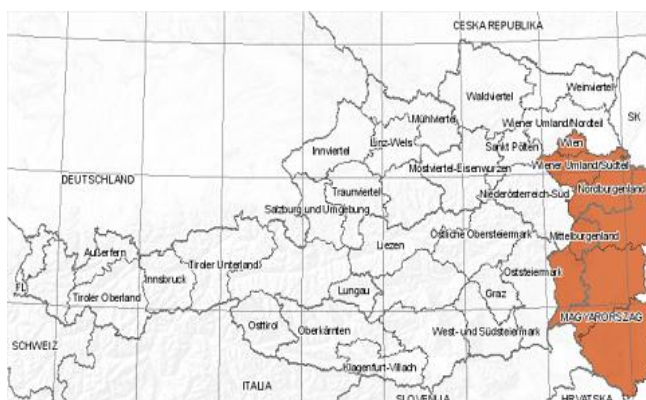 CESKA REPUBLIKA
Weinviertel
Waldviertel
SK
Mühlviertel
Wiener Umland/Nordteil
Linz-Wels
Wien
Sankt Pölten
Innviertel
Wiener Umland/Südteil
Mostviertel-Eisenwurzen
DEUTSCHLAND
Traunviertel
Nordburgenland
Niederösterreich-Süd
Salzburg und Umgebung
Östliche Obersteiermark
Mittelburgenland
Liezen
Außerfern
Tiroler Unterland
Oststeiermark
Innsbruck
FL
Lungau
Graz
Tiroler Oberland
MAGYARORSZAG
Osttirol
Oberkärnten
West- und Südsteiermark
SCHWEIZ
Klagenfurt-Villach
ITALIA
SLOVENIJA
HRVATSKA